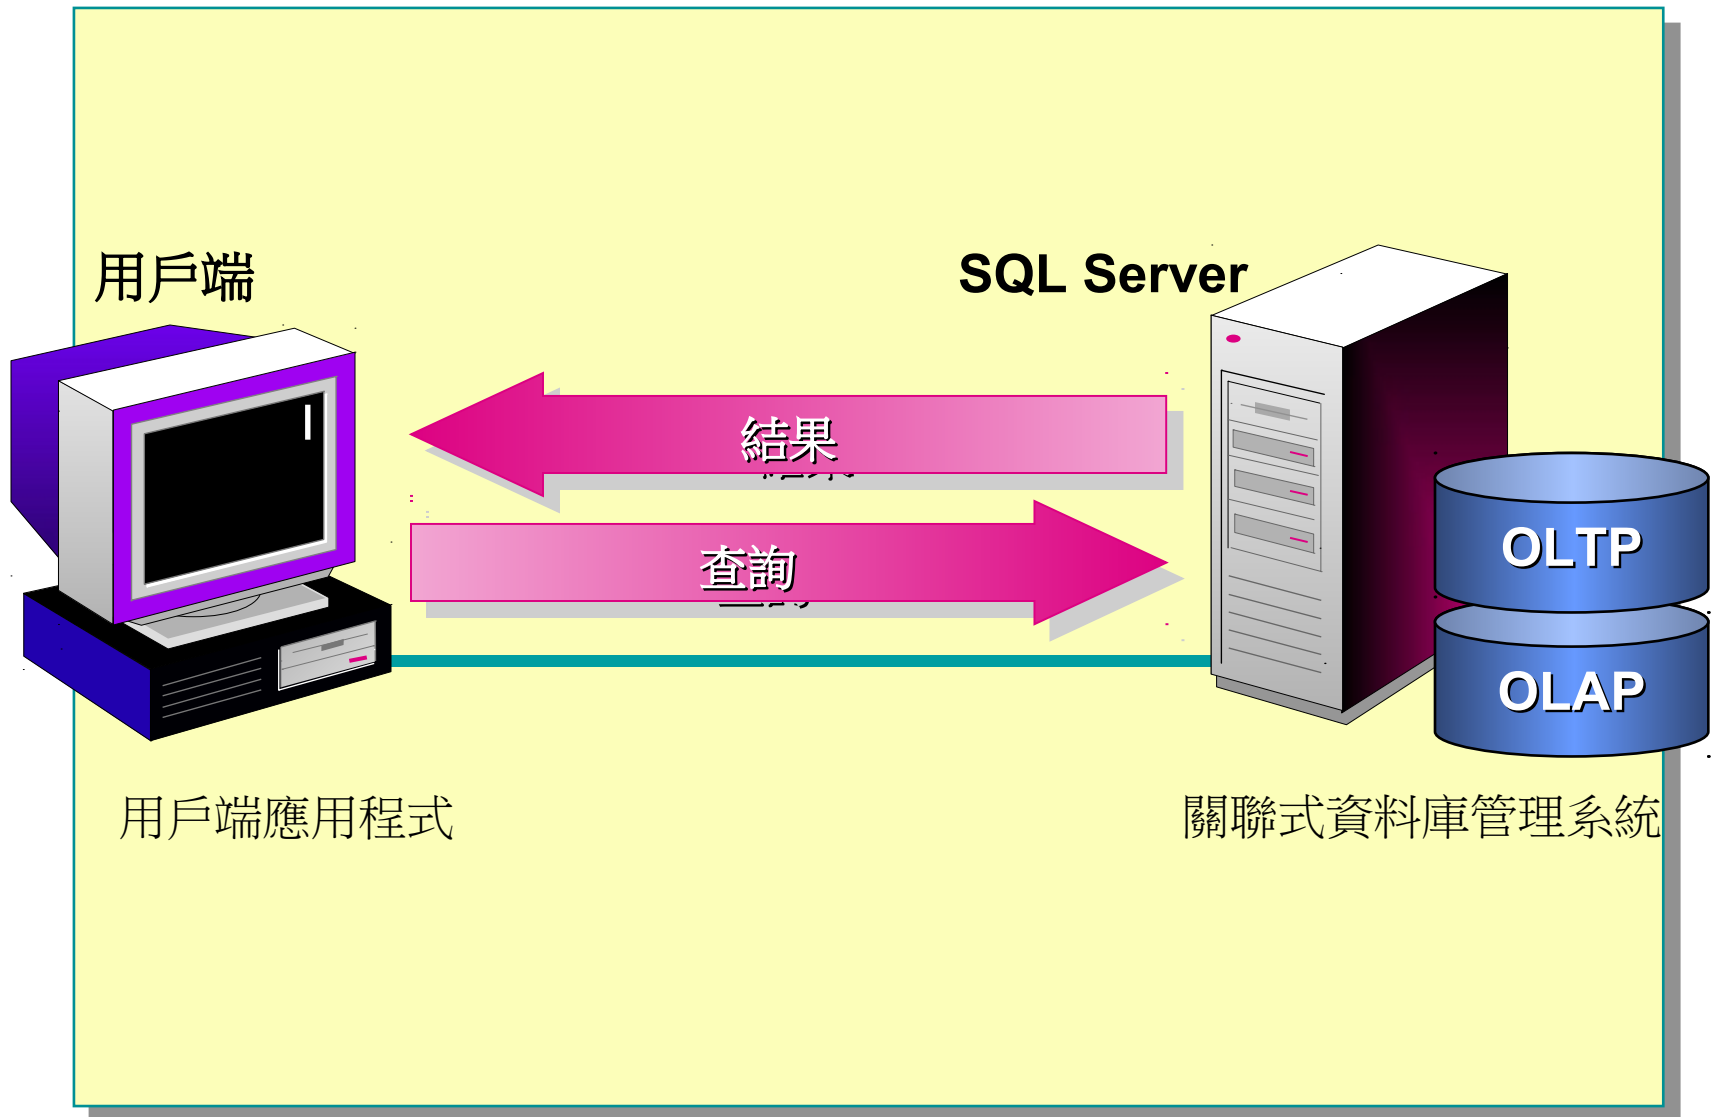 用戶端
SQL Server
結果
查詢
OLTP
OLAP
用戶端應用程式
關聯式資料庫管理系統